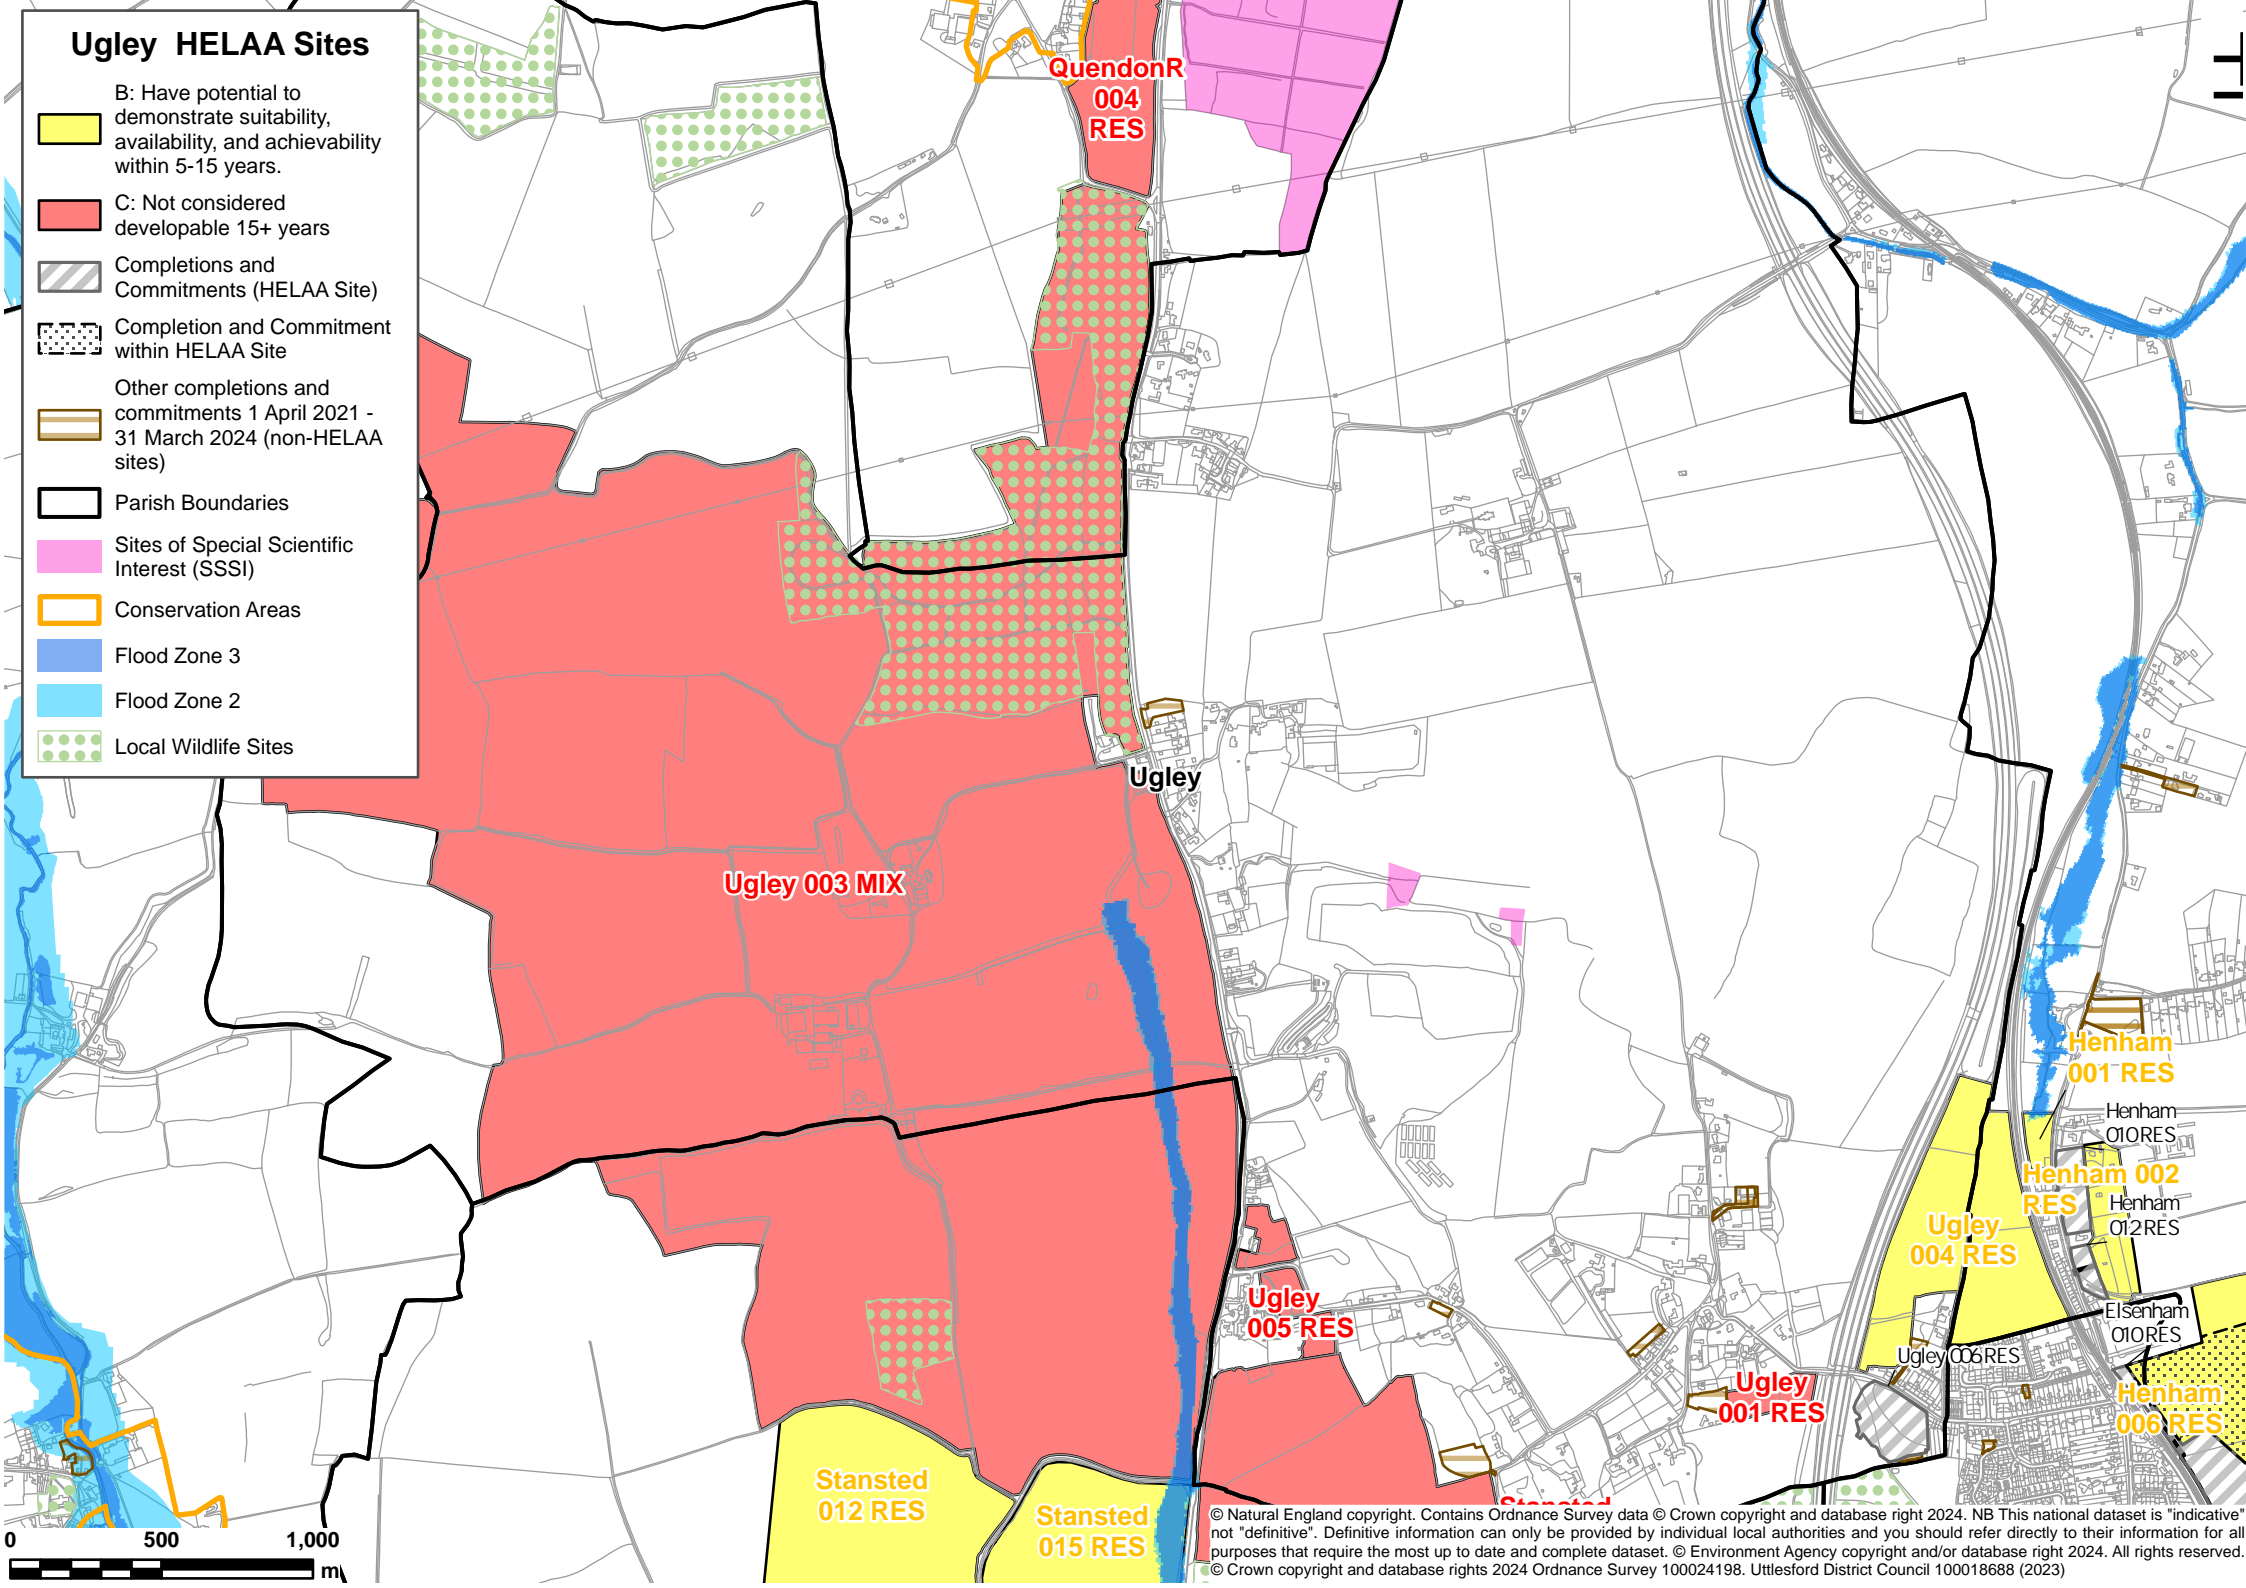 Ugley HELAA Sites
B: Have potential to
demonstrate suitability,
availability, and achievability
within 5-15 years.
C: Not considered
developable 15+ years
Completions and
Commitments (HELAA Site)
Completion and Commitment
within HELAA Site
Other completions and
commitments 1 April 2021 -
31 March 2024 (non-HELAA
sites)
Parish Boundaries
Sites of Special Scientific
Interest (SSSI)
Conservation Areas
Flood Zone 3
Flood Zone 2
Local Wildlife Sites
QuendonR
004
RES
Ugley
Ugley 003 MIX
Henham
001 RES
Henham
010 RES
Henham 002
RES
Henham
012 RES
Ugley
004 RES
Ugley
005 RES
Elsenham
010 RES
Ugley 006 RES
Ugley
001 RES
Henham
006 RES
Stansted
012 RES
Stansted
015 RES
Stansted
0 500 1,000
m
© Natural England copyright. Contains Ordnance Survey data © Crown copyright and database right 2024. NB This national dataset is "indicative"
not "definitive". Definitive information can only be provided by individual local authorities and you should refer directly to their information for all
purposes that require the most up to date and complete dataset. © Environment Agency copyright and/or database right 2024. All rights reserved.
© Crown copyright and database rights 2024 Ordnance Survey 100024198. Uttlesford District Council 100018688 (2023)